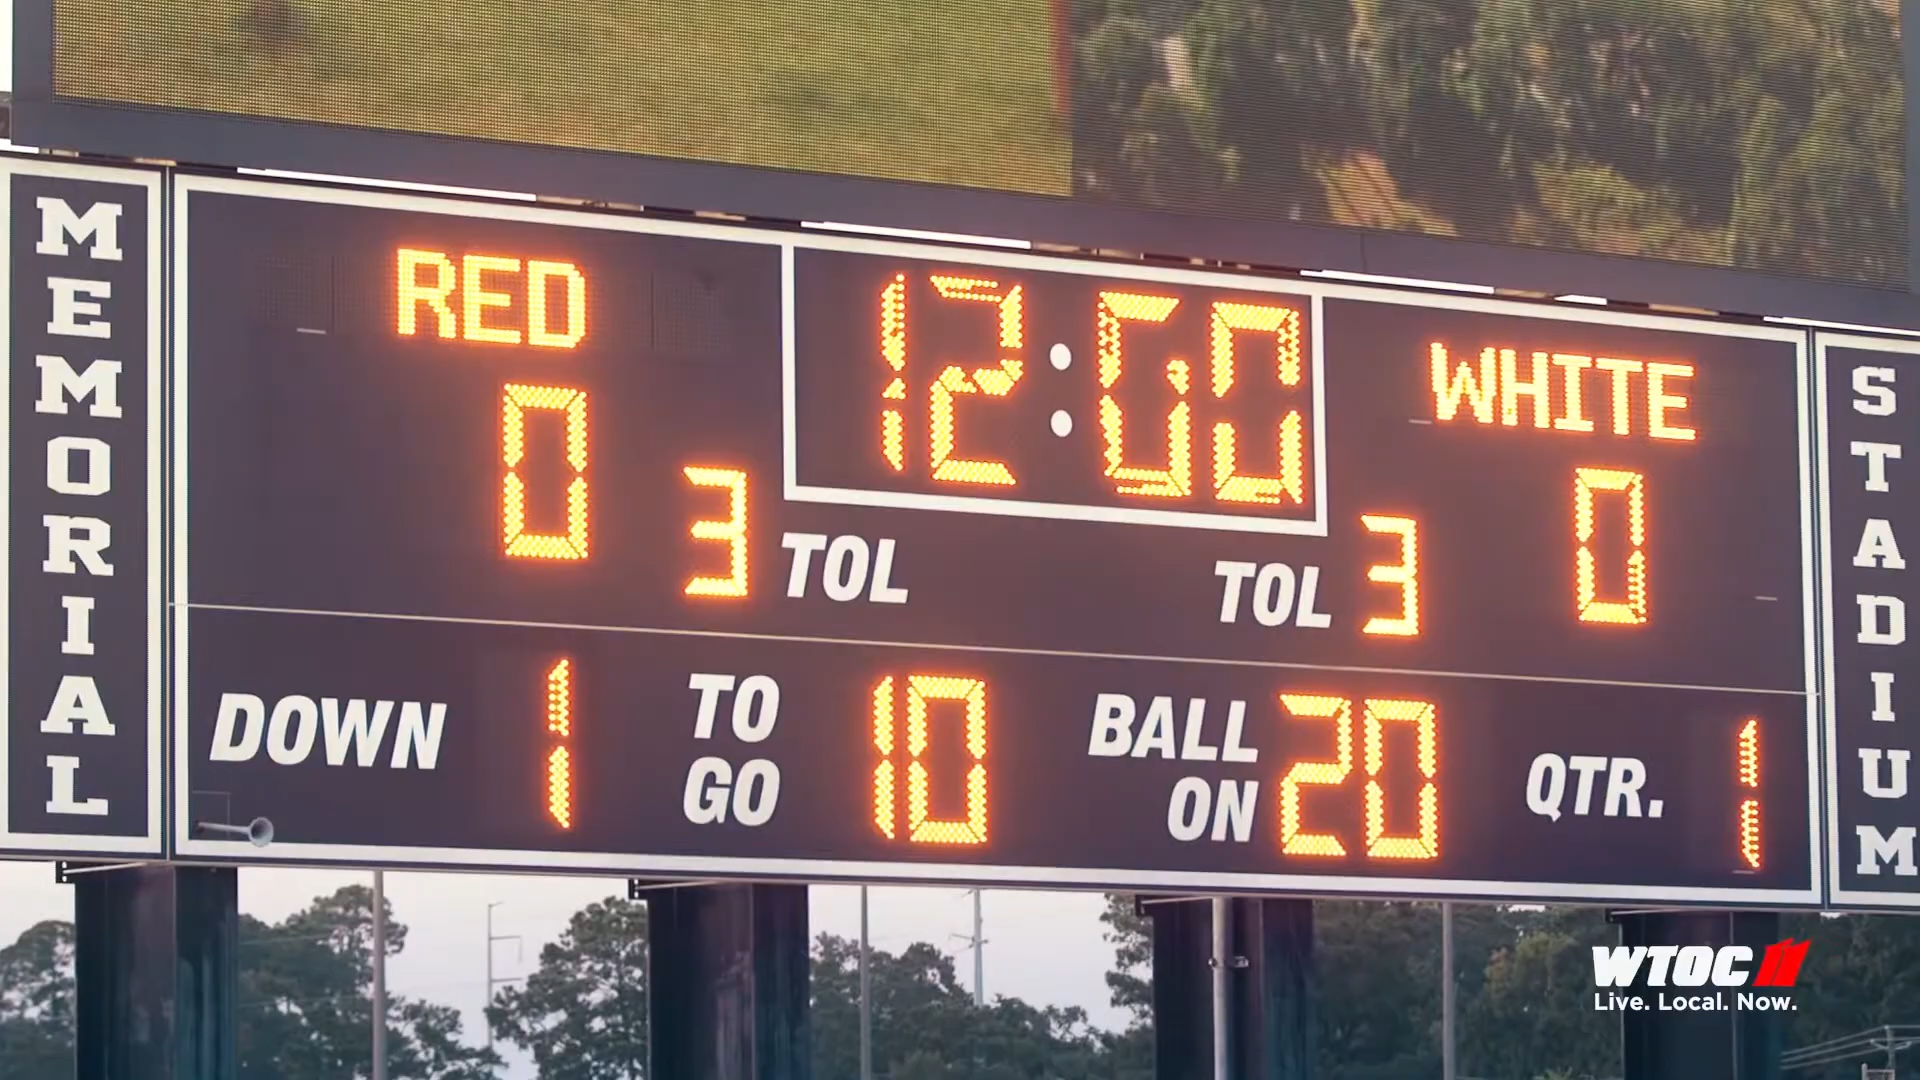 MEMORIAL
RED
12:00
WHITE
0
3 TOL
TOL 3
0
DOWN 1
TO GO 10
BALL ON 20
QTR. 1
STADIUM
WTOC 11
Live. Local. Now.